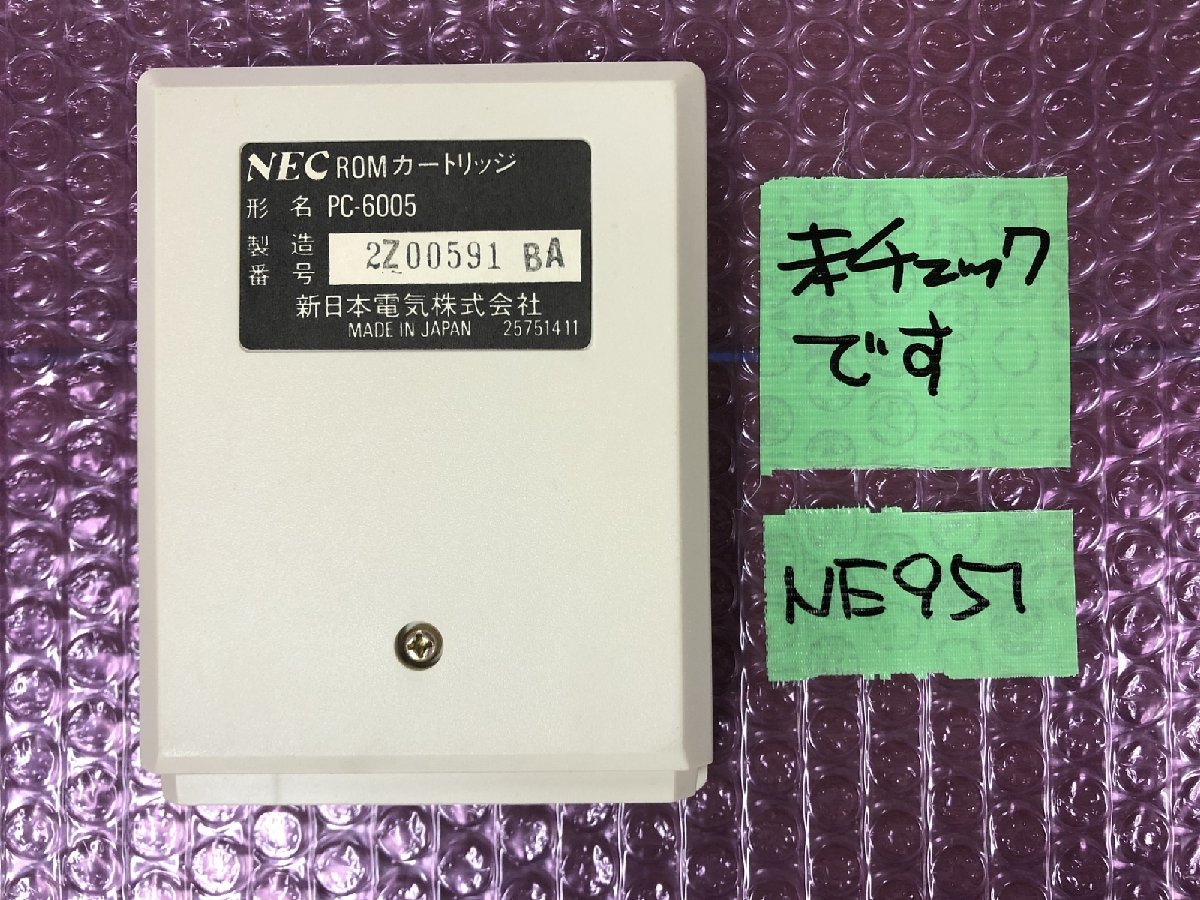 NEC ROMカートリッジ
形名 PC-6005
製造番号 2Z00591 BA
新日本電気株式会社
MADE IN JAPAN 25751411
未チェック
です
NE957